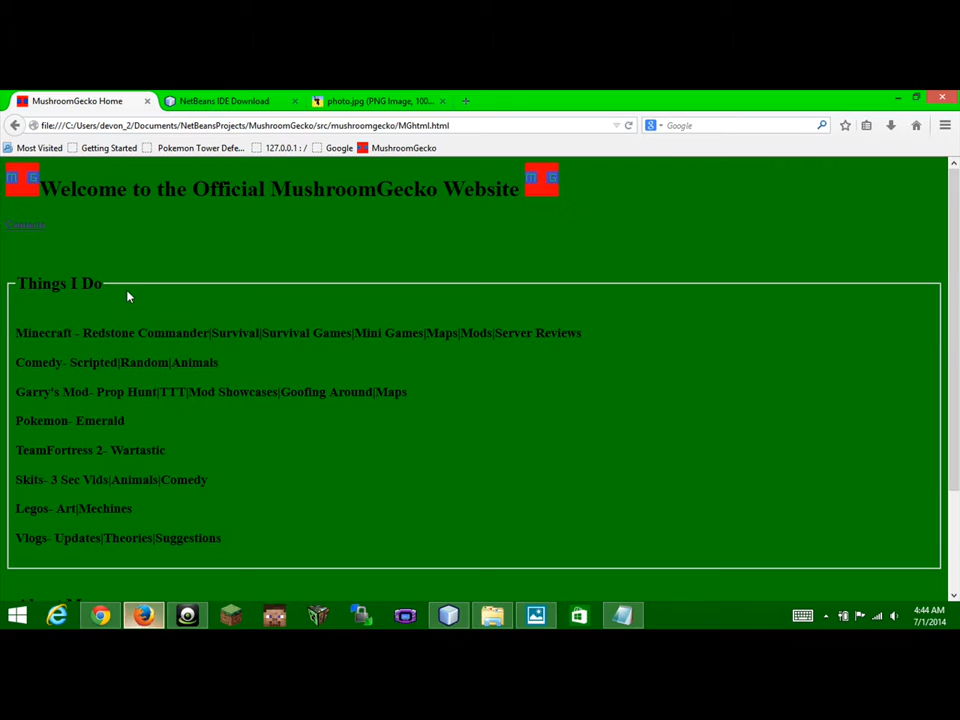 MushroomGecko Home
NetBeans IDE Download
photo.jpg (PNG Image, 100...
file:///C:/Users/devon_2/Documents/NetBeansProjects/MushroomGecko/src/mushroomgecko/MGhtml.html
Google
Most Visited
Getting Started
Pokemon Tower Defe...
127.0.0.1 : /
Google
MushroomGecko
M G
Welcome to the Official MushroomGecko Website
M G
Things I Do
Minecraft - Redstone Commander|Survival|Survival Games|Mini Games|Maps|Mods|Server Reviews
Comedy- Scripted|Random|Animals
Garry's Mod- Prop Hunt|TTT|Mod Showcases|Goofing Around|Maps
Pokemon- Emerald
TeamFortress 2- Wartastic
Skits- 3 Sec Vids|Animals|Comedy
Legos- Art|Mechines
Vlogs- Updates|Theories|Suggestions
4:44 AM
7/1/2014